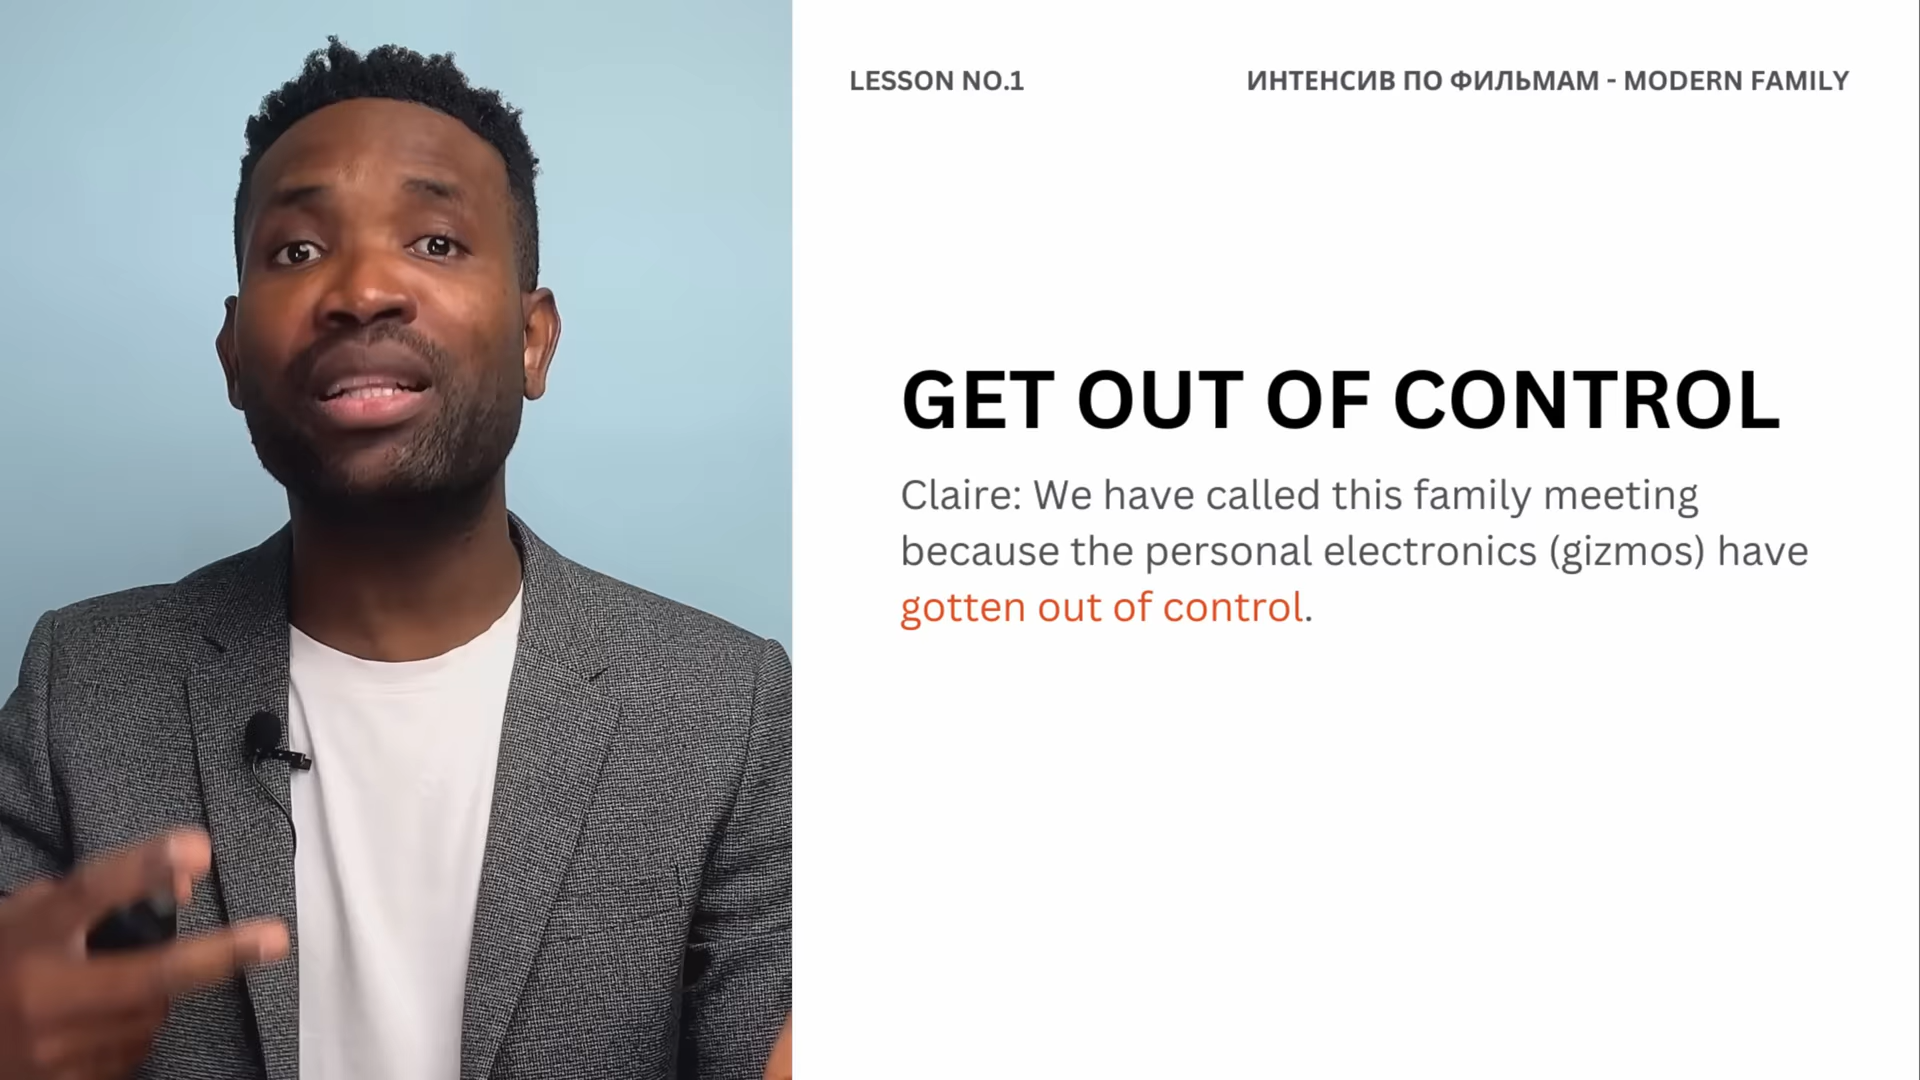 LESSON NO.1
ИНТЕНСИВ ПО ФИЛЬМАМ - MODERN FAMILY
GET OUT OF CONTROL
Claire: We have called this family meeting
because the personal electronics (gizmos) have
gotten out of control.